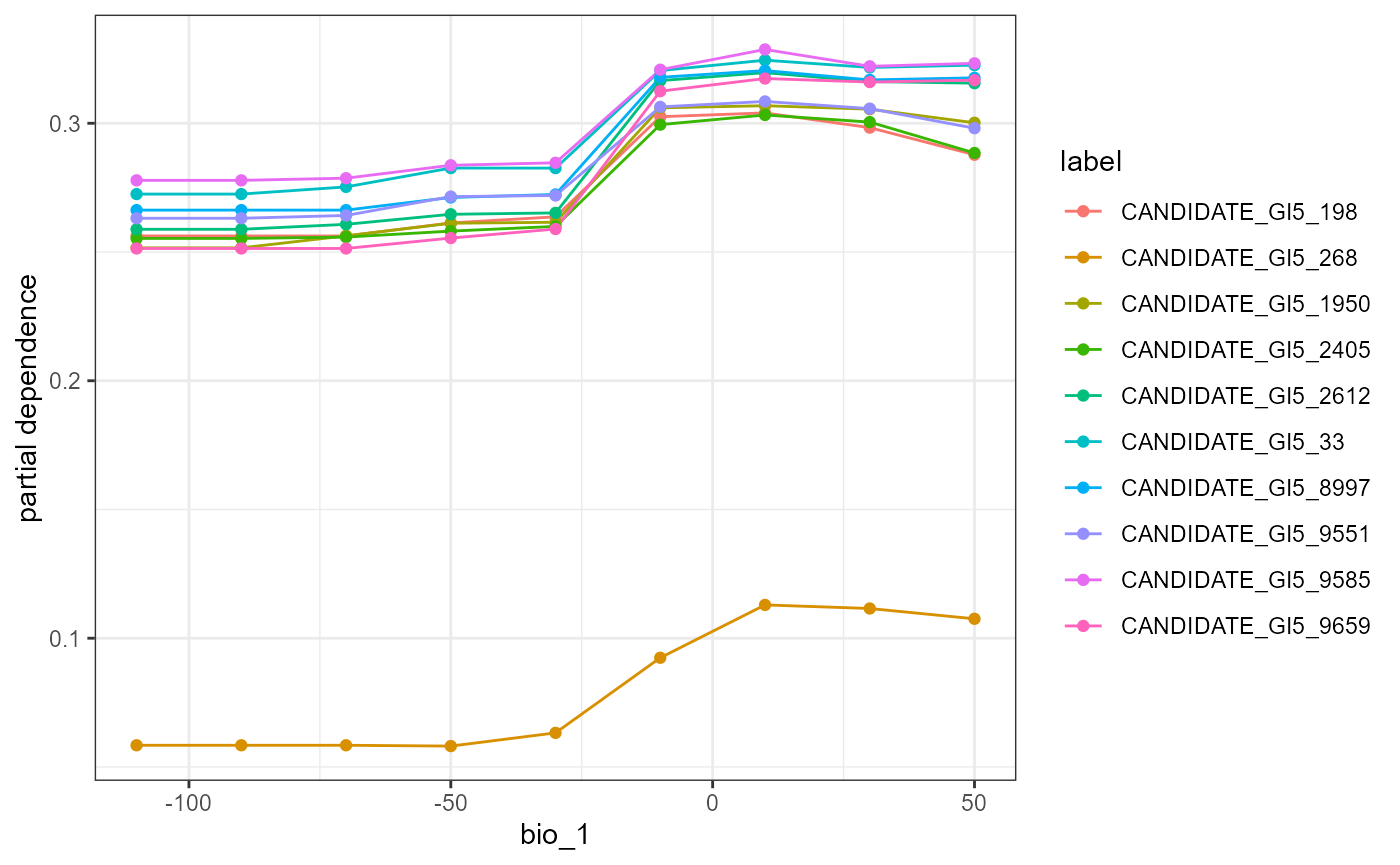 0.3
0.2
0.1
partial dependence
-100
-50
0
50
bio_1
label
CANDIDATE_GI5_198
CANDIDATE_GI5_268
CANDIDATE_GI5_1950
CANDIDATE_GI5_2405
CANDIDATE_GI5_2612
CANDIDATE_GI5_33
CANDIDATE_GI5_8997
CANDIDATE_GI5_9551
CANDIDATE_GI5_9585
CANDIDATE_GI5_9659